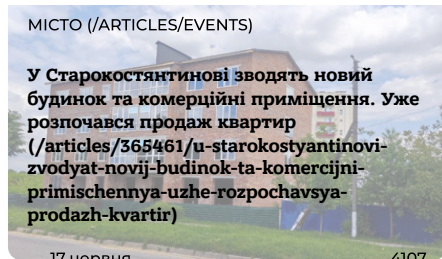 МІСТО (/ARTICLES/EVENTS)
У Старокостянтинові зводять новий
будинок та комерційні приміщення. Уже
розпочався продаж квартир
(/articles/365461/u-starokostyantinovi-
zvodyat-novij-budinok-ta-komercijni-
primischennya-uzhe-rozpochavsya-
prodazh-kvartir)
17 червня
4107